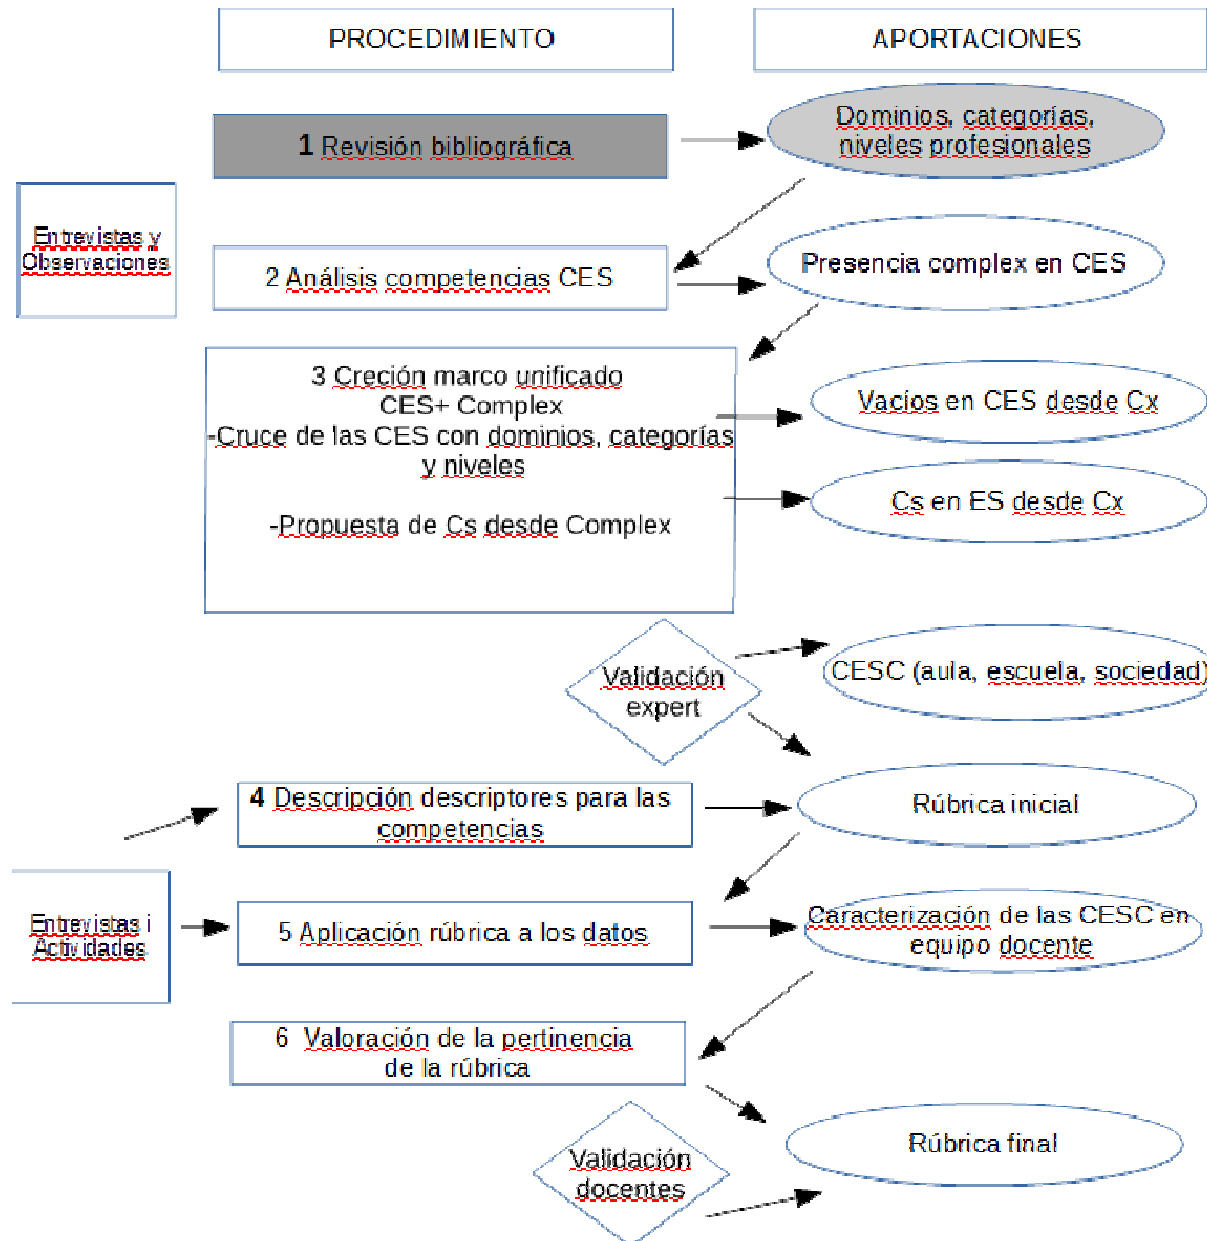 PROCEDIMIENTO
APORTACIONES
1 Revisión bibliográfica
Dominios, categorías,
niveles profesionales
Entrevistas y
Observaciones
2 Análisis competencias CES
Presencia complex en CES
3 Creción marco unificado
CES+ Complex
-Cruce de las CES con dominios, categorías
y niveles
-Propuesta de Cs desde Complex
Vacios en CES desde Cx
Cs en ES desde Cx
Validación
expert
CESC (aula, escuela, sociedad)
4 Descripción descriptores para las
competencias
Rúbrica inicial
Entrevistas i
Actividades
5 Aplicación rúbrica a los datos
Caracterización de las CESC en
equipo docente
6 Valoración de la pertinencia
de la rúbrica
Validación
docentes
Rúbrica final